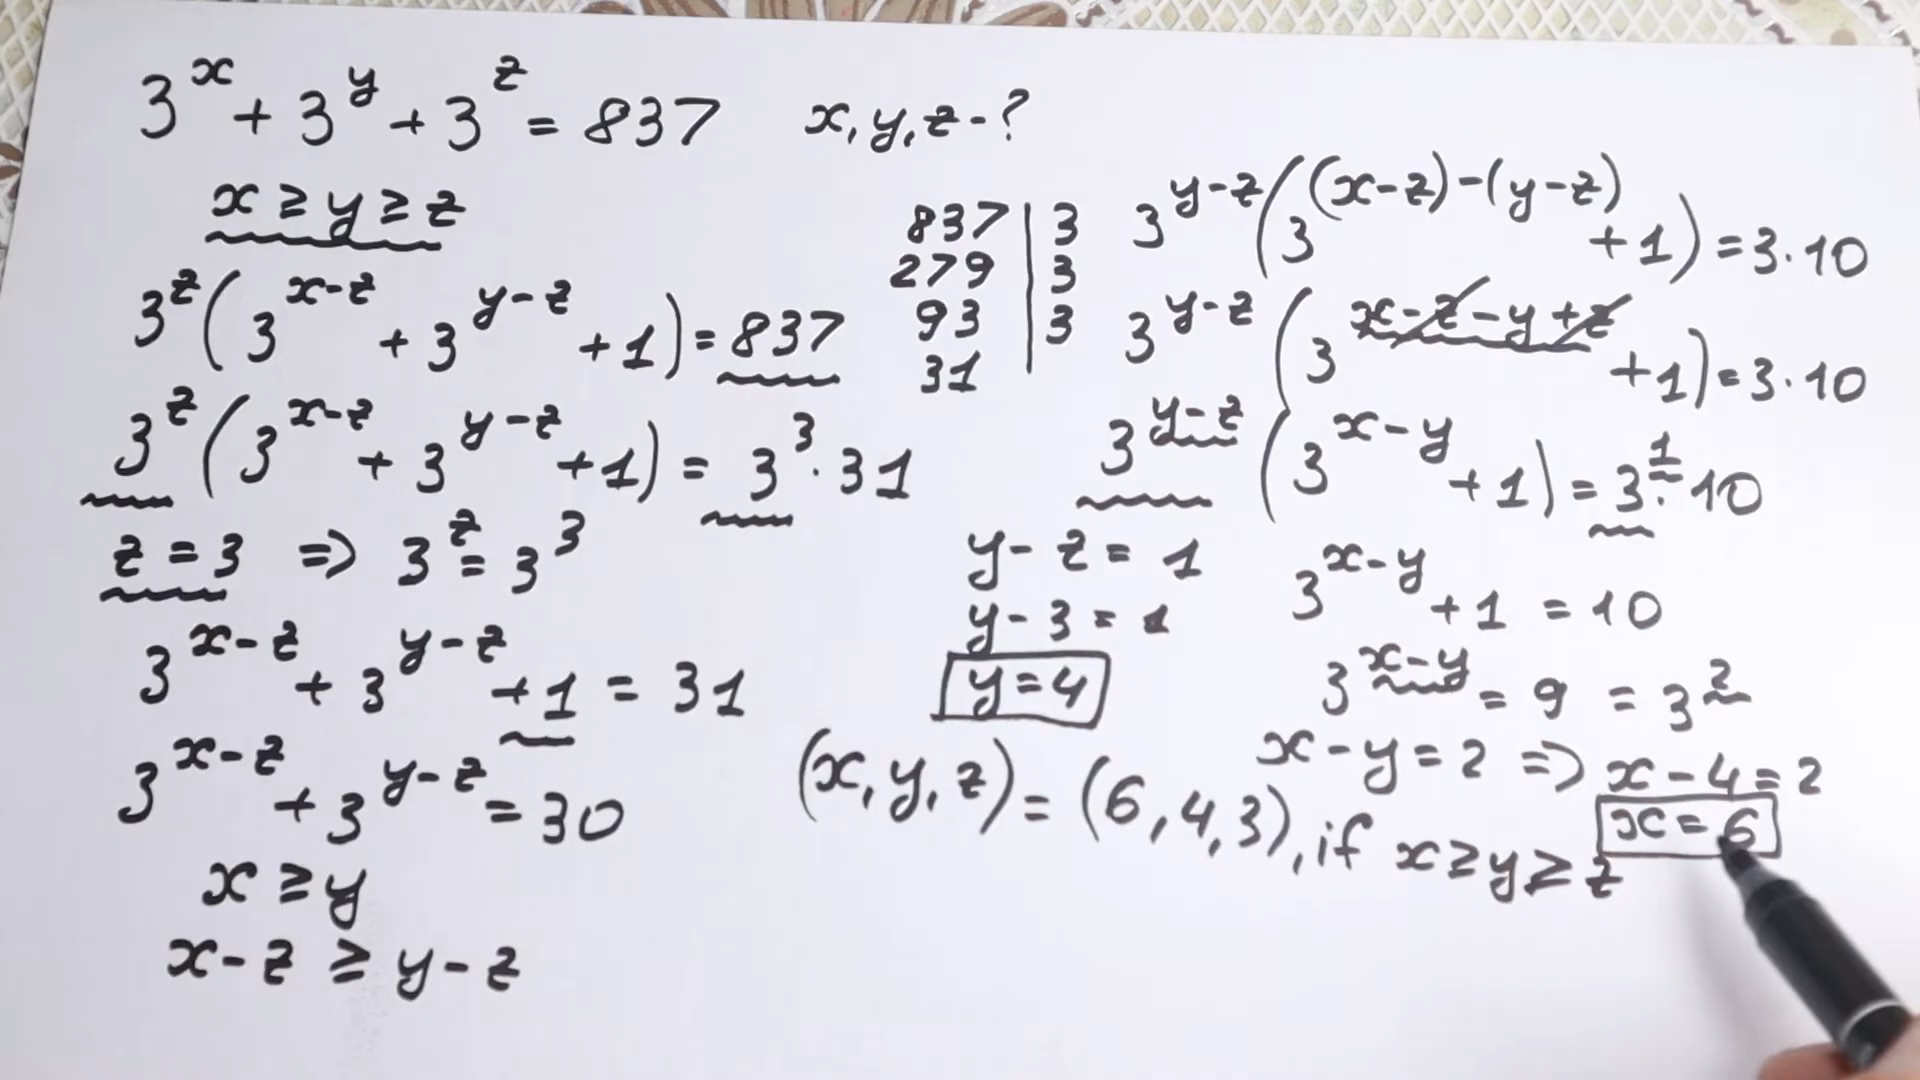 3^x + 3^y + 3^z = 837 x, y, z - ?
x ≥ y ≥ z
3^z (3^(x-z) + 3^(y-z) + 1) = 837
3^z (3^(x-z) + 3^(y-z) + 1) = 3^3 · 31
z = 3 => 3^z = 3^3
3^(x-z) + 3^(y-z) + 1 = 31
3^(x-z) + 3^(y-z) = 30
x ≥ y
x - z ≥ y - z
837 | 3
279 | 3
93 | 3
31
3^(y-z) (3^((x-z)-(y-z)) + 1) = 3 · 10
3^(y-z) (3^(x-z-y+z) + 1) = 3 · 10
3^(y-z) (3^(x-y) + 1) = 3^1 · 10
y - z = 1
y - 3 = 1
y = 4
3^(x-y) + 1 = 10
3^(x-y) = 9 = 3^2
x - y = 2 => x - 4 = 2
x = 6
(x, y, z) = (6, 4, 3), if x ≥ y ≥ z